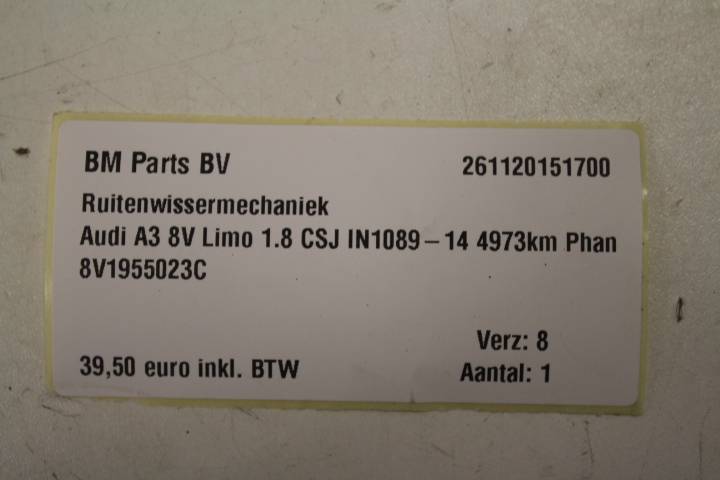 BM Parts BV 261120151700
Ruitenwissermechaniek
Audi A3 8V Limo 1.8 CSJ IN1089-14 4973km Phan
8V1955023C
Verz: 8
39,50 euro inkl. BTW Aantal: 1